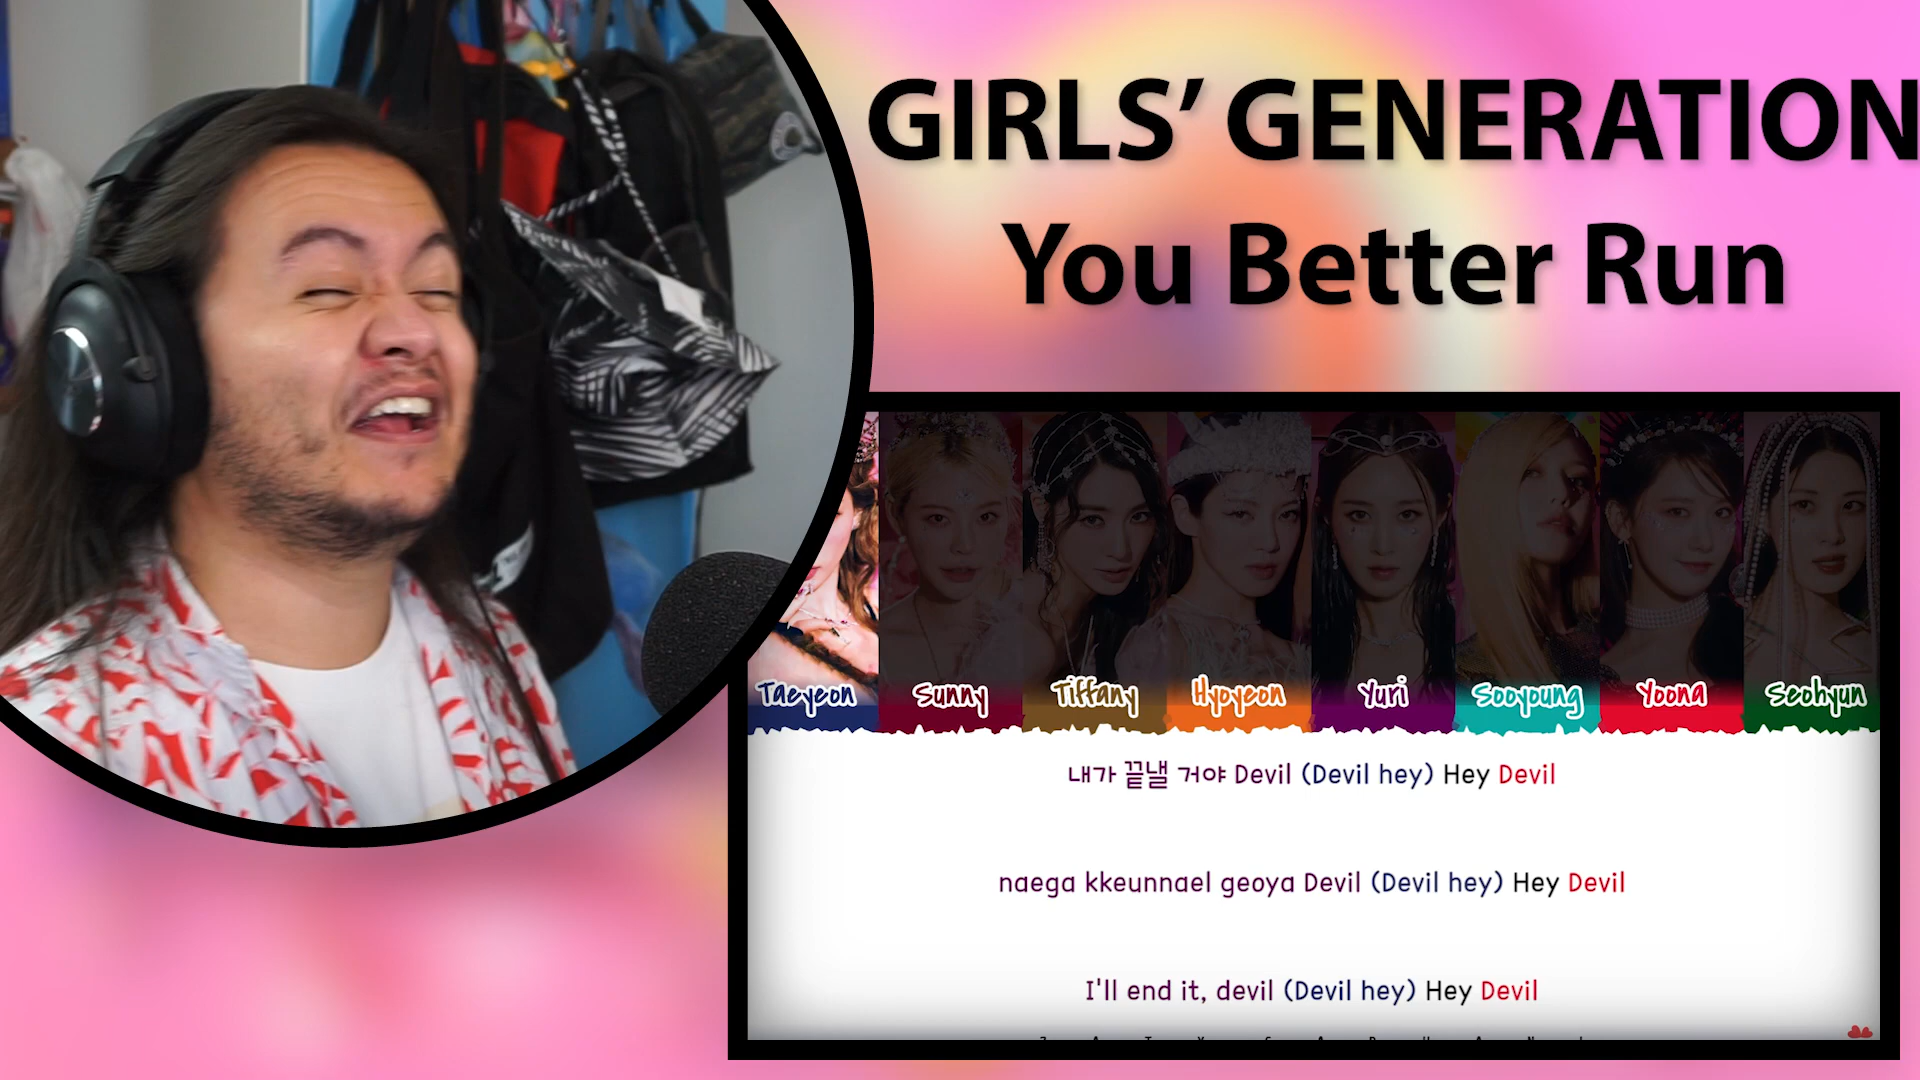 GIRLS' GENERATION
You Better Run
Taeyeon Sunny Tiffany Hyoyeon Yuri Sooyoung Yoona Seohyun
내가 끝낼 거야 Devil (Devil hey) Hey Devil
naega kkeunnael geoya Devil (Devil hey) Hey Devil
I'll end it, devil (Devil hey) Hey Devil